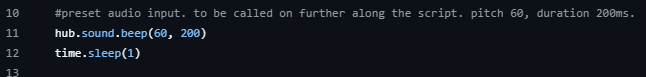 10 #preset audio input. to be called on further along the script. pitch 60, duration 200ms.
11 hub.sound.beep(60, 200)
12 time.sleep(1)
13